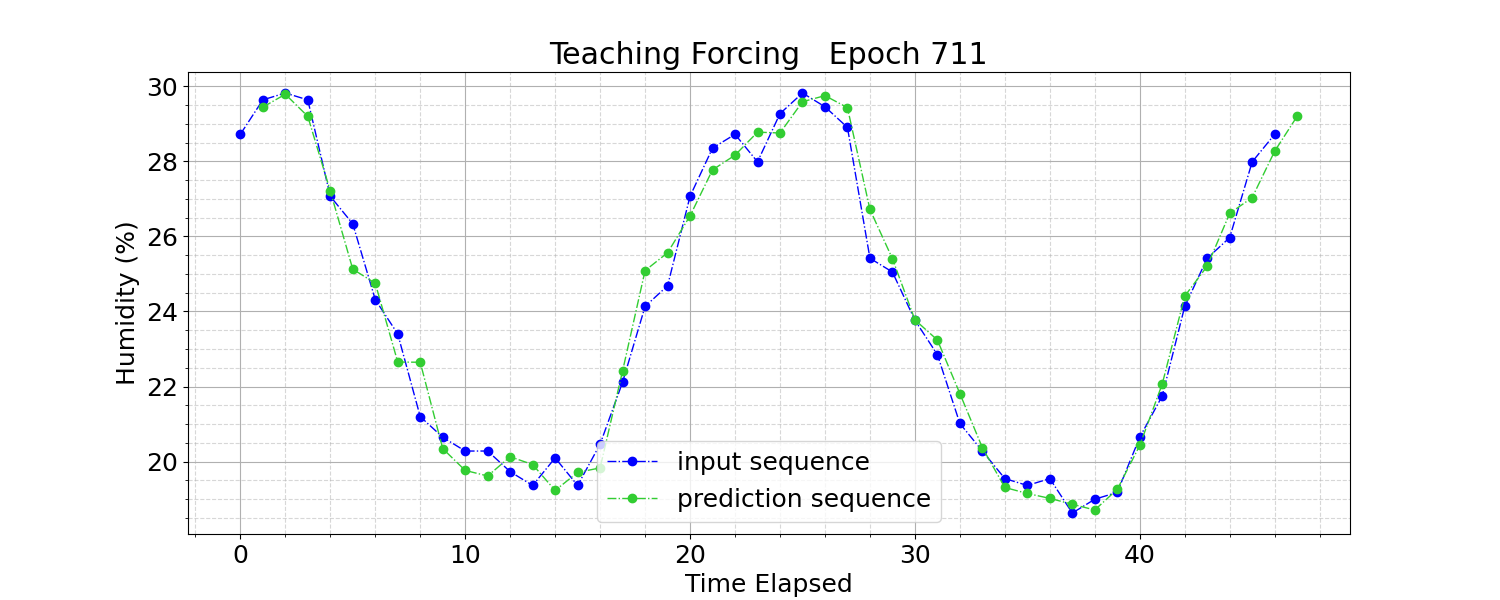 Teaching Forcing   Epoch 711
30
28
26
24
22
20
Humidity (%)
input sequence
prediction sequence
0 10 20 30 40
Time Elapsed